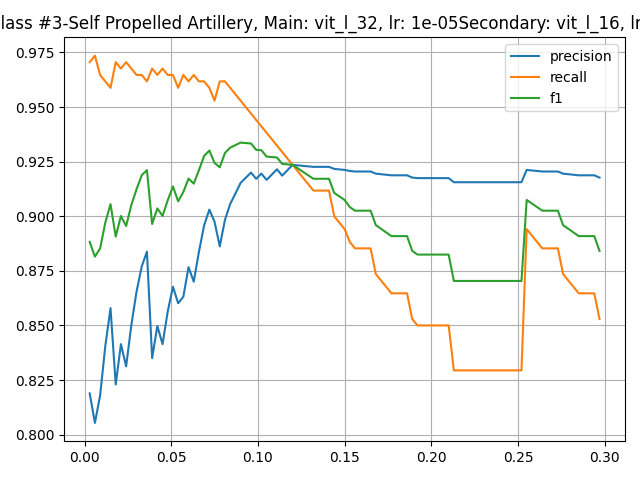 lass #3-Self Propelled Artillery, Main: vit_l_32, lr: 1e-05Secondary: vit_l_16, lr
precision
recall
f1
0.975
0.950
0.925
0.900
0.875
0.850
0.825
0.800
0.00 0.05 0.10 0.15 0.20 0.25 0.30